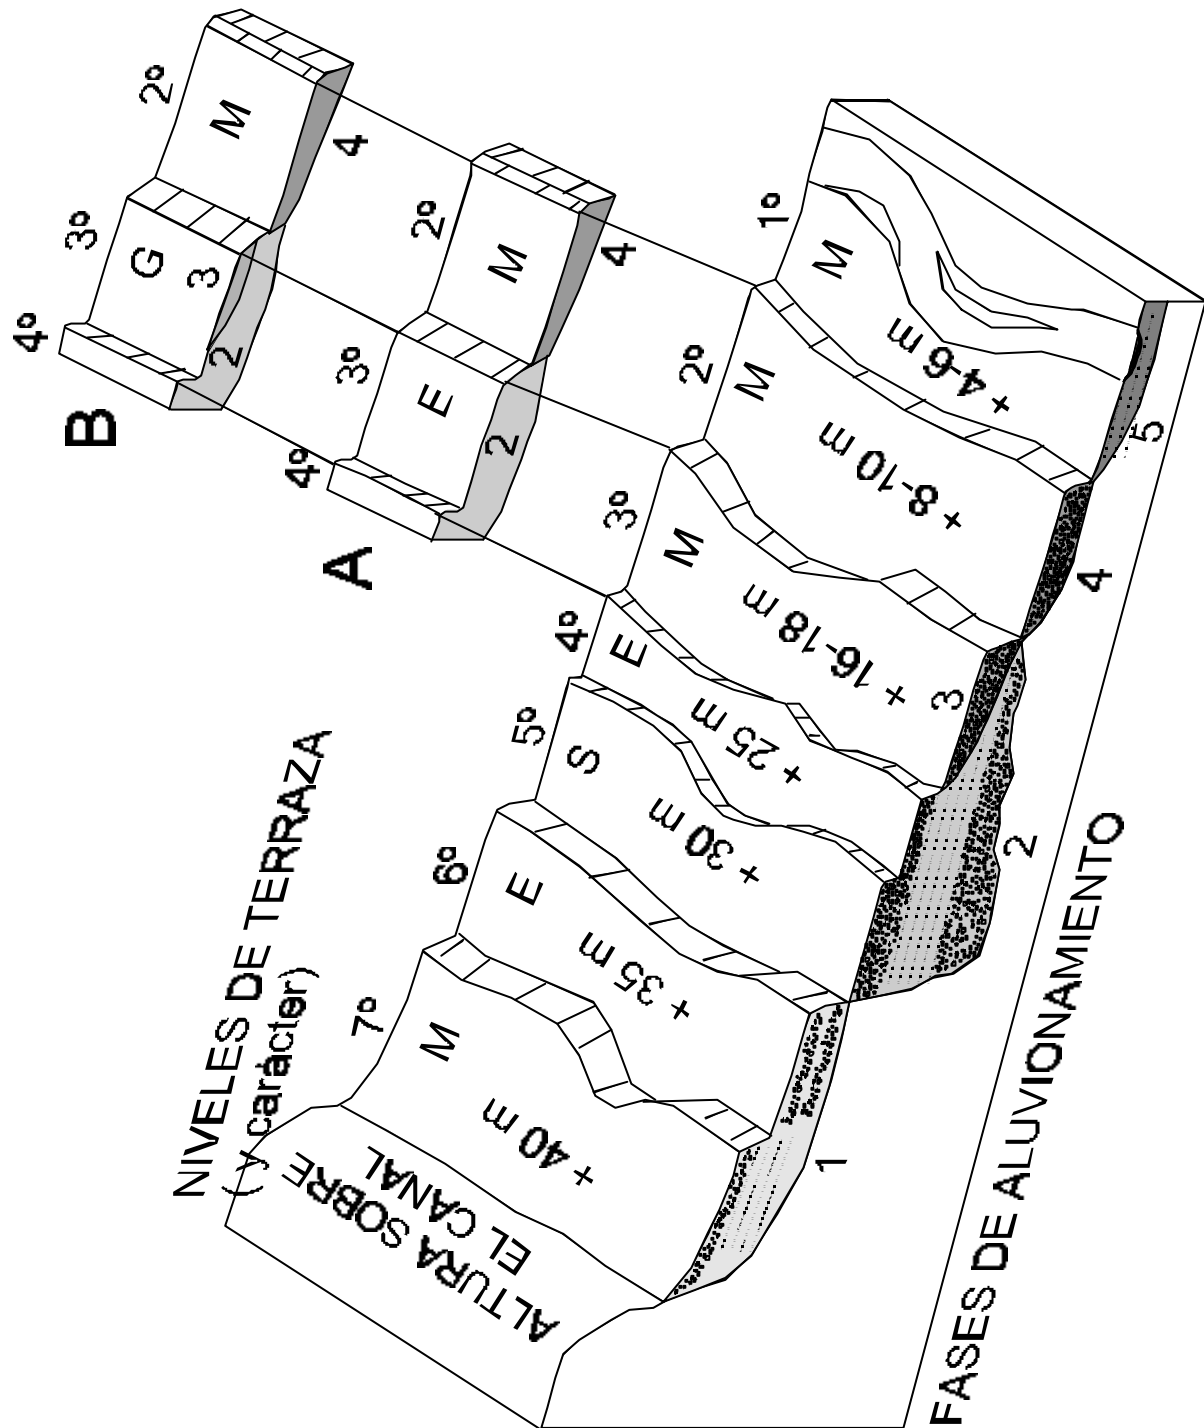 NIVELES DE TERRAZA
( y carácter)
B
4º
3º
2º
G
M
3
2
4
A
4º
3º
2º
E
M
2
4
7º
6º
5º
4º
3º
2º
1º
M
E
S
E
M
M
M
ALTURA SOBRE
EL CANAL
+ 40 m
+ 35 m
+ 30 m
+ 25 m
+ 16-18 m
+ 8-10 m
+ 4-6 m
1
2
3
4
5
FASES DE ALUVIONAMIENTO